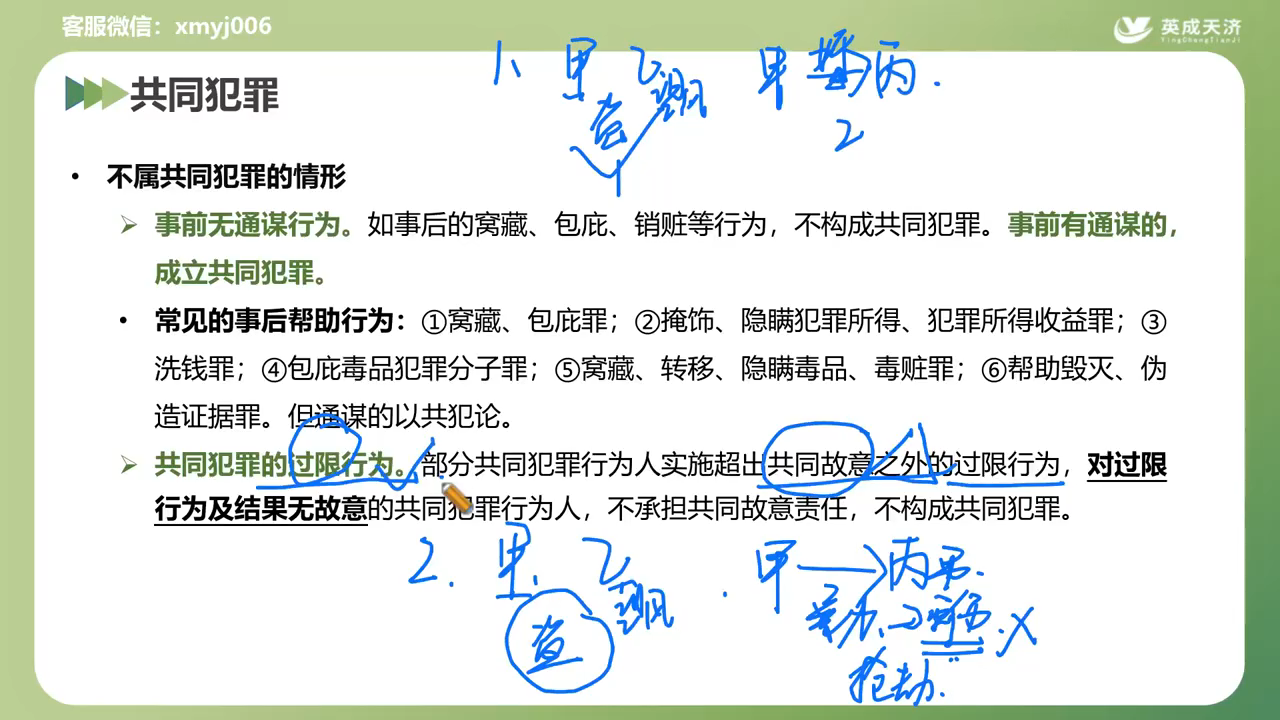 客服微信：xmyj006
英成天济
YingChengTianJi
1、甲 乙 甲 丙.
望风
盗
2
共同犯罪
• 不属共同犯罪的情形
事前无通谋行为。如事后的窝藏、包庇、销赃等行为，不构成共同犯罪。事前有通谋的，
成立共同犯罪。
• 常见的事后帮助行为：①窝藏、包庇罪；②掩饰、隐瞒犯罪所得、犯罪所得收益罪；③
洗钱罪；④包庇毒品犯罪分子罪；⑤窝藏、转移、隐瞒毒品、毒赃罪；⑥帮助毁灭、伪
造证据罪。但通谋的以共犯论。
共同犯罪的过限行为。部分共同犯罪行为人实施超出共同故意之外的过限行为，对过限
行为及结果无故意的共同犯罪行为人，不承担共同故意责任，不构成共同犯罪。
2. 甲、乙 . 甲 丙
望风
盗
抢劫.